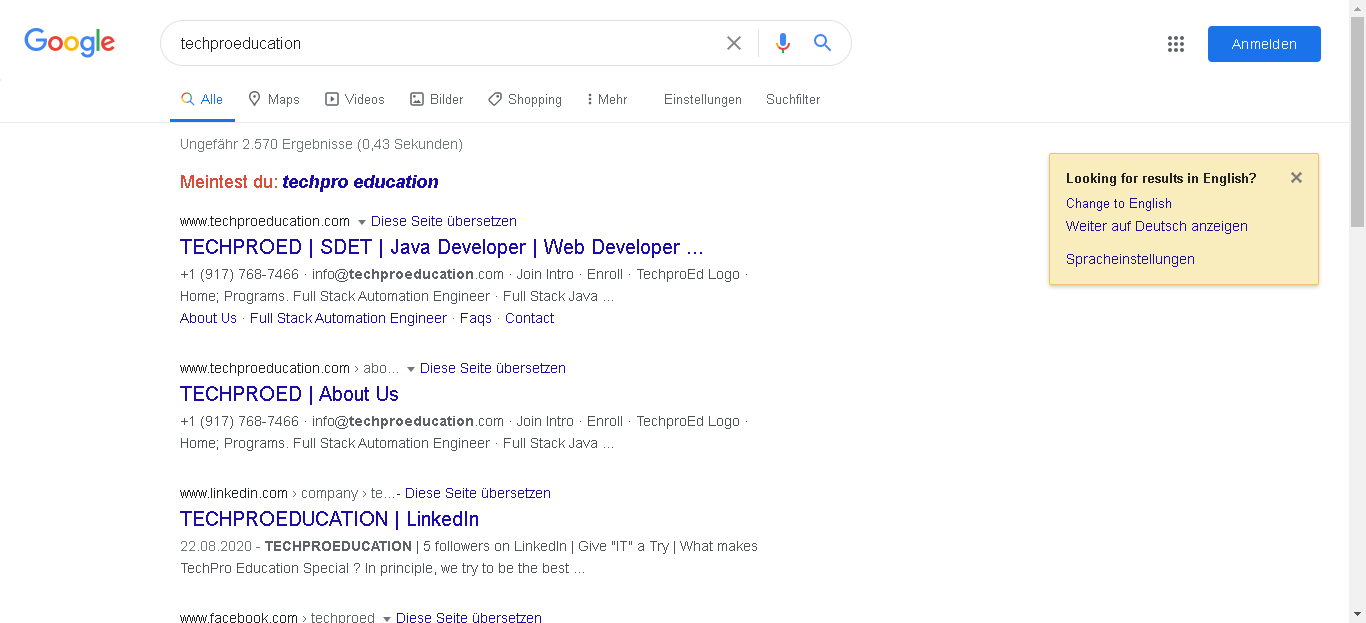 Google
techproeducation
Anmelden
Alle Maps Videos Bilder Shopping Mehr Einstellungen Suchfilter
Ungefähr 2.570 Ergebnisse (0,43 Sekunden)
Meintest du: techpro education
www.techproeducation.com Diese Seite übersetzen
TECHPROED | SDET | Java Developer | Web Developer ...
+1 (917) 768-7466 · info@techproeducation.com · Join Intro · Enroll · TechproEd Logo ·
Home; Programs. Full Stack Automation Engineer · Full Stack Java ...
About Us · Full Stack Automation Engineer · Faqs · Contact
www.techproeducation.com › abo... Diese Seite übersetzen
TECHPROED | About Us
+1 (917) 768-7466 · info@techproeducation.com · Join Intro · Enroll · TechproEd Logo ·
Home; Programs. Full Stack Automation Engineer · Full Stack Java ...
www.linkedin.com › company › te...- Diese Seite übersetzen
TECHPROEDUCATION | LinkedIn
22.08.2020 - TECHPROEDUCATION | 5 followers on LinkedIn | Give "IT" a Try | What makes
TechPro Education Special ? In principle, we try to be the best ...
www.facebook.com › techproed Diese Seite übersetzen
Looking for results in English?
Change to English
Weiter auf Deutsch anzeigen
Spracheinstellungen